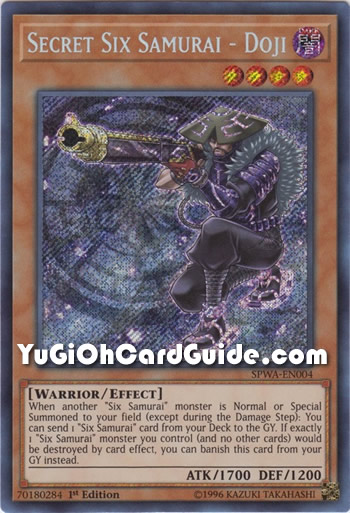 Secret Six Samurai - Doji
YuGiOhCardGuide.com
SPWA-EN004
[Warrior/Effect]
When another "Six Samurai" monster is Normal or Special
Summoned to your field (except during the Damage Step): You
can send 1 "Six Samurai" card from your Deck to the GY. If exactly
1 "Six Samurai" monster you control (and no other cards) would
be destroyed by card effect, you can banish this card from your
GY instead.
ATK/1700 DEF/1200
70180284 1st Edition ©1996 KAZUKI TAKAHASHI